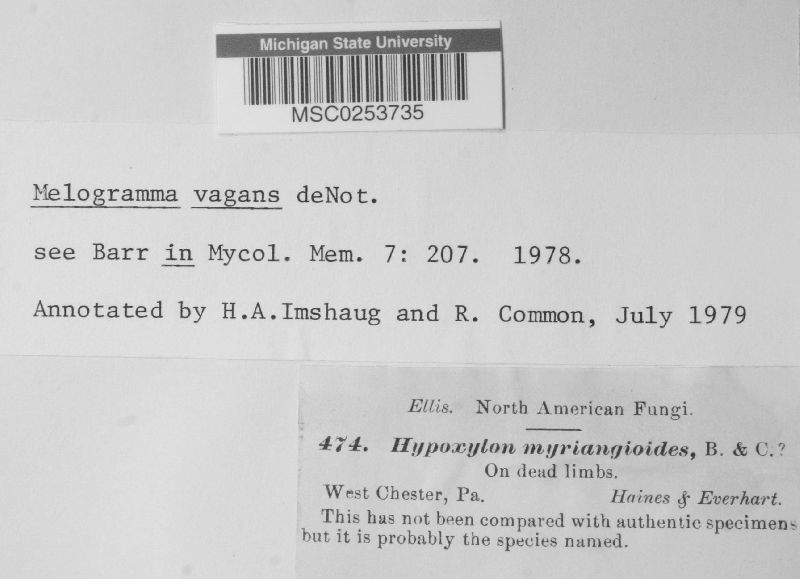 Michigan State University
MSC0253735
Melogramma vagans deNot.
see Barr in Mycol. Mem. 7: 207. 1978.
Annotated by H.A.Imshaug and R. Common, July 1979
Ellis. North American Fungi.
474. Hypoxylon myriangioides, B. & C.?
On dead limbs.
West Chester, Pa. Haines & Everhart.
This has not been compared with authentic specimens
but it is probably the species named.